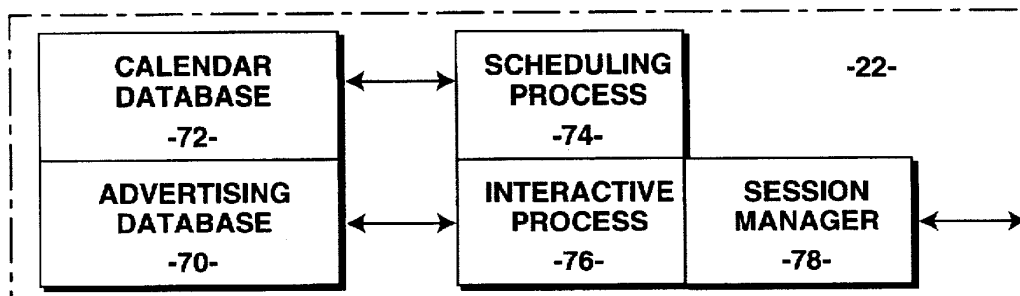 CALENDAR
DATABASE
-72-
SCHEDULING
PROCESS
-74-
-22-
ADVERTISING
DATABASE
-70-
INTERACTIVE
PROCESS
-76-
SESSION
MANAGER
-78-